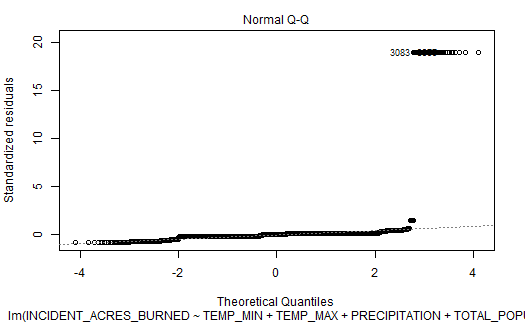 Normal Q-Q
Standardized residuals
20
15
10
5
0
3083
-4
-2
0
2
4
Theoretical Quantiles
lm(INCIDENT_ACRES_BURNED ~ TEMP_MIN + TEMP_MAX + PRECIPITATION + TOTAL_POPU